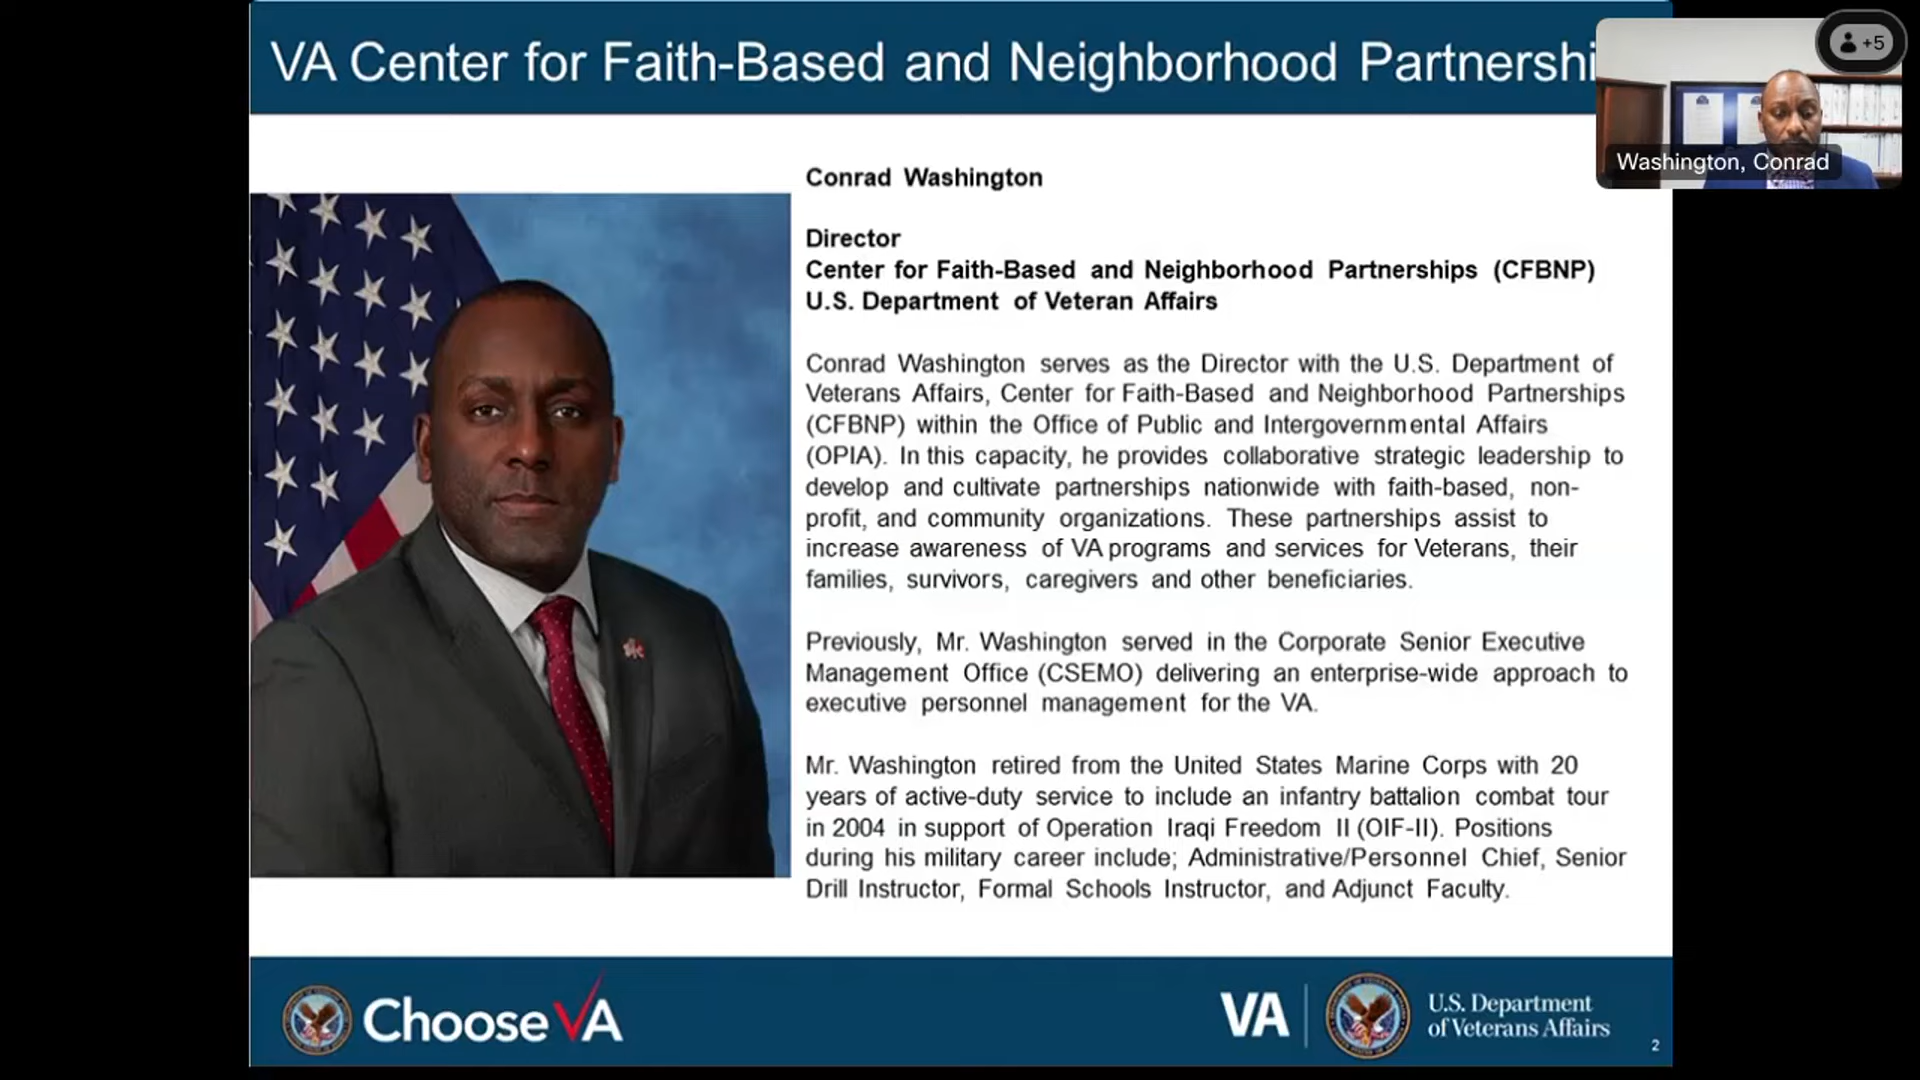 VA Center for Faith-Based and Neighborhood Partnershi
+5
Washington, Conrad
Conrad Washington
Director
Center for Faith-Based and Neighborhood Partnerships (CFBNP)
U.S. Department of Veteran Affairs
Conrad Washington serves as the Director with the U.S. Department of
Veterans Affairs, Center for Faith-Based and Neighborhood Partnerships
(CFBNP) within the Office of Public and Intergovernmental Affairs
(OPIA). In this capacity, he provides collaborative strategic leadership to
develop and cultivate partnerships nationwide with faith-based, non-
profit, and community organizations. These partnerships assist to
increase awareness of VA programs and services for Veterans, their
families, survivors, caregivers and other beneficiaries.
Previously, Mr. Washington served in the Corporate Senior Executive
Management Office (CSEMO) delivering an enterprise-wide approach to
executive personnel management for the VA.
Mr. Washington retired from the United States Marine Corps with 20
years of active-duty service to include an infantry battalion combat tour
in 2004 in support of Operation Iraqi Freedom II (OIF-II). Positions
during his military career include; Administrative/Personnel Chief, Senior
Drill Instructor, Formal Schools Instructor, and Adjunct Faculty.
Choose VA
VA
U.S. Department
of Veterans Affairs
2